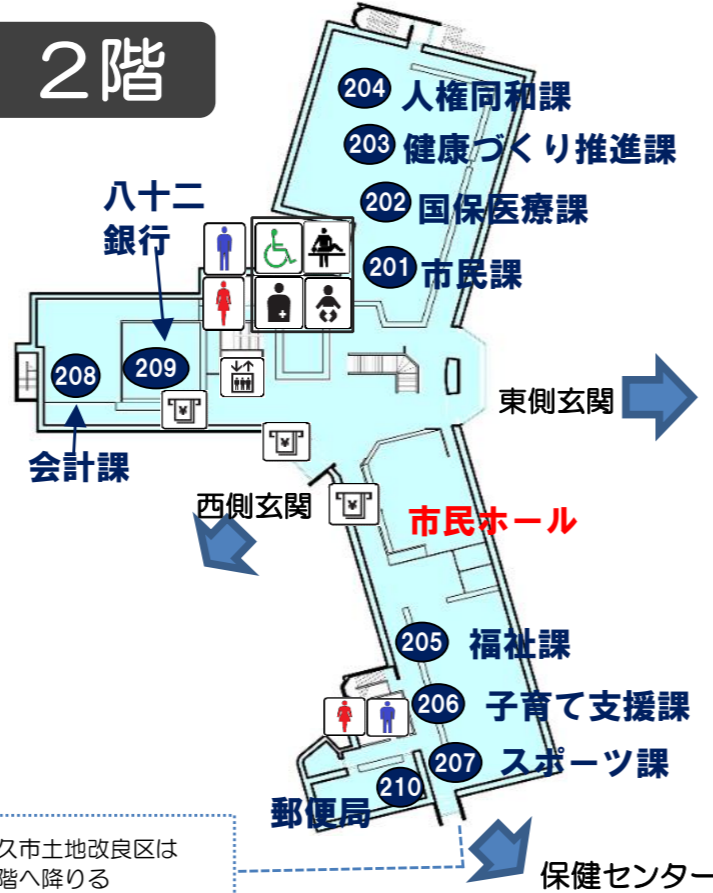 2階
204 人権同和課
203 健康づくり推進課
202 国保医療課
201 市民課
八十二
銀行
209
208
会計課
東側玄関
西側玄関
市民ホール
205 福祉課
206 子育て支援課
207 スポーツ課
210
郵便局
久市土地改良区は
階へ降りる
保健センター